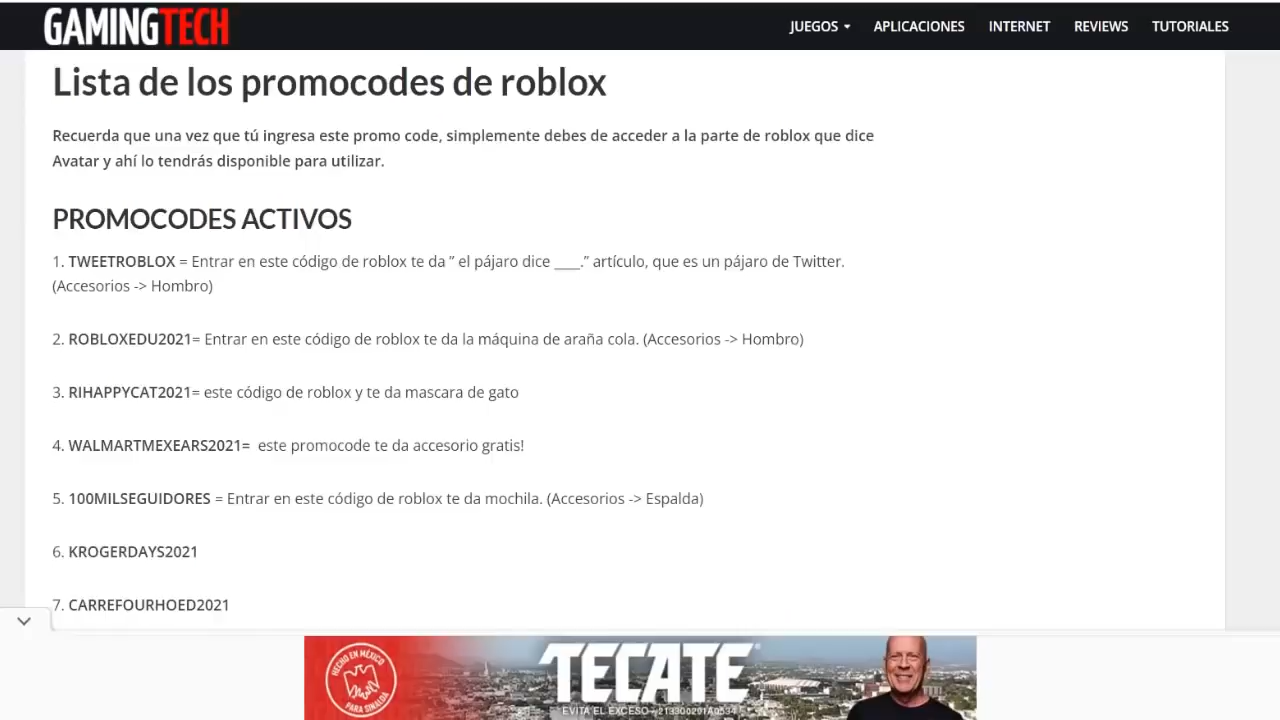 GAMINGTECH
JUEGOS APLICACIONES INTERNET REVIEWS TUTORIALES
Lista de los promocodes de roblox
Recuerda que una vez que tú ingresa este promo code, simplemente debes de acceder a la parte de roblox que dice
Avatar y ahí lo tendrás disponible para utilizar.
PROMOCODES ACTIVOS
1. TWEETROBLOX = Entrar en este código de roblox te da ” el pájaro dice ____.” artículo, que es un pájaro de Twitter.
(Accesorios -> Hombro)
2. ROBLOXEDU2021= Entrar en este código de roblox te da la máquina de araña cola. (Accesorios -> Hombro)
3. RIHAPPYCAT2021= este código de roblox y te da mascara de gato
4. WALMARTMEXEARS2021= este promocode te da accesorio gratis!
5. 100MILSEGUIDORES = Entrar en este código de roblox te da mochila. (Accesorios -> Espalda)
6. KROGERDAYS2021
7. CARREFOURHOED2021
HECHO EN MÉXICO
PARA SINALOA
TECATE®
EVITA EL EXCESO / 213300201A0534